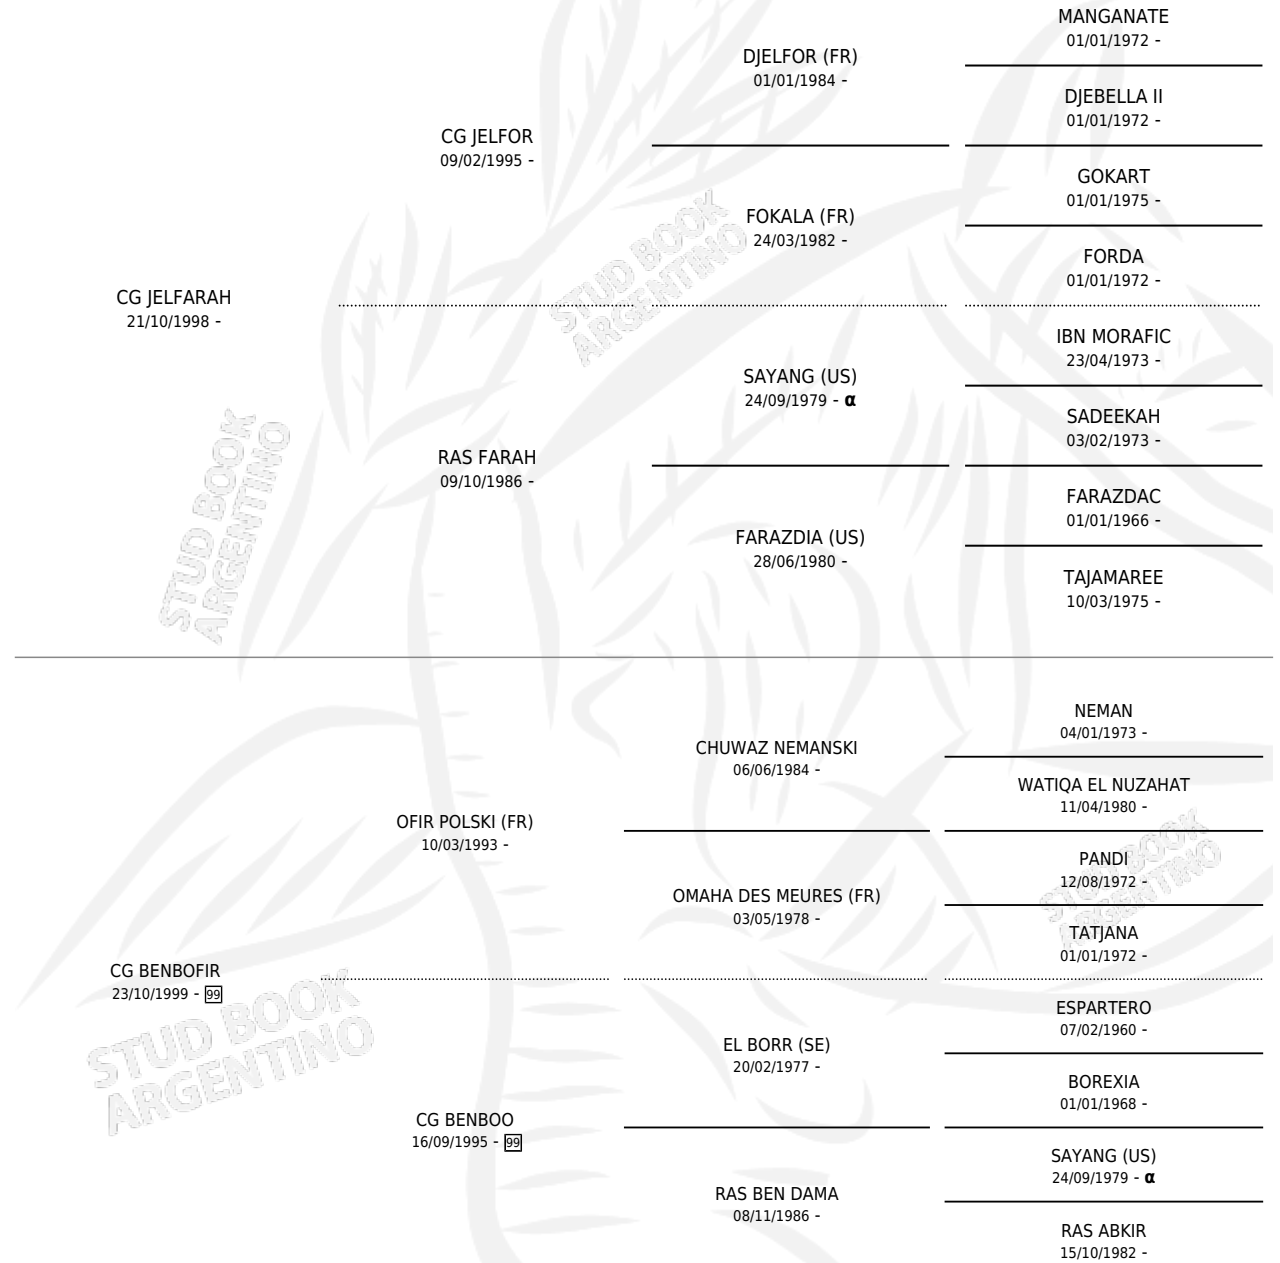 MANGANATE
01/01/1972 -
DJELFOR (FR)
01/01/1984 -
DJEBELLA II
01/01/1972 -
CG JELFOR
09/02/1995 -
GOKART
01/01/1975 -
FOKALA (FR)
24/03/1982 -
FORDA
01/01/1972 -
CG JELFARAH
21/10/1998 -
IBN MORAFIC
23/04/1973 -
SAYANG (US)
24/09/1979 - α
SADEEKAH
03/02/1973 -
RAS FARAH
09/10/1986 -
FARAZDAC
01/01/1966 -
FARAZDIA (US)
28/06/1980 -
TAJAMAREE
10/03/1975 -
STUD BOOK
ARGENTINO
STUD BOOK
ARGENTINO
NEMAN
04/01/1973 -
CHUWAZ NEMANSKI
06/06/1984 -
WATIQA EL NUZAHAT
11/04/1980 -
OFIR POLSKI (FR)
10/03/1993 -
PANDI
12/08/1972 -
OMAHA DES MEURES (FR)
03/05/1978 -
TATJANA
01/01/1972 -
CG BENBOFIR
23/10/1999 - 99
ESPARTERO
07/02/1960 -
EL BORR (SE)
20/02/1977 -
BOREXIA
01/01/1968 -
CG BENBOO
16/09/1995 - 99
SAYANG (US)
24/09/1979 - α
RAS BEN DAMA
08/11/1986 -
RAS ABKIR
15/10/1982 -
STUD BOOK
ARGENTINO
STUD BOOK
ARGENTINO